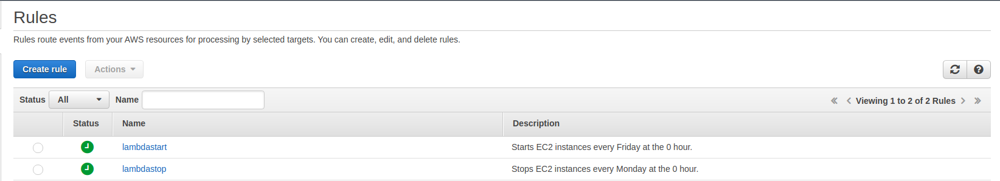 Rules
Rules route events from your AWS resources for processing by selected targets. You can create, edit, and delete rules.
Create rule Actions
Status All Name Viewing 1 to 2 of 2 Rules
Status Name Description
lambdastart Starts EC2 instances every Friday at the 0 hour.
lambdastop Stops EC2 instances every Monday at the 0 hour.